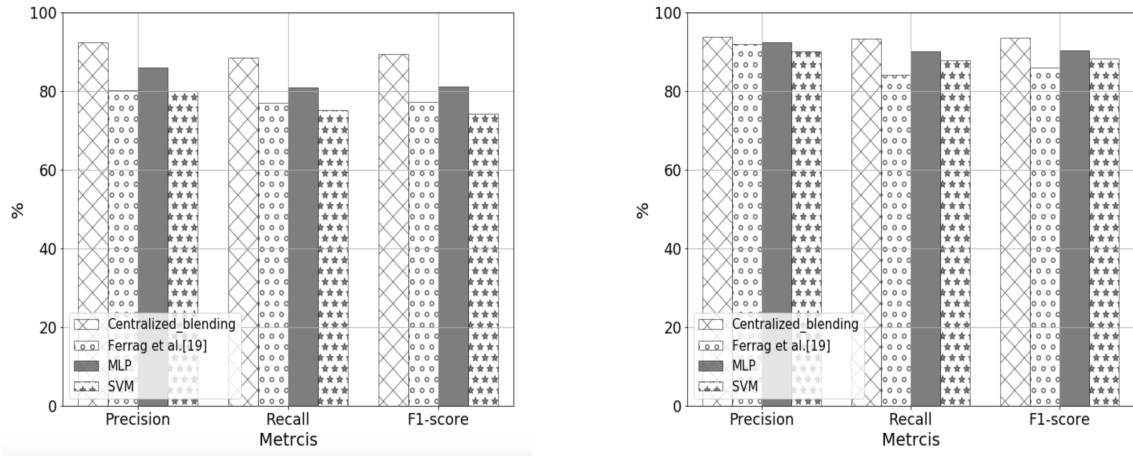 100
80
60
40
20
0
%
Centralized_blending
Ferrag et al.[19]
MLP
SVM
Precision Recall F1-score
Metrcis
100
80
60
40
20
0
%
Centralized_blending
Ferrag et al.[19]
MLP
SVM
Precision Recall F1-score
Metrcis